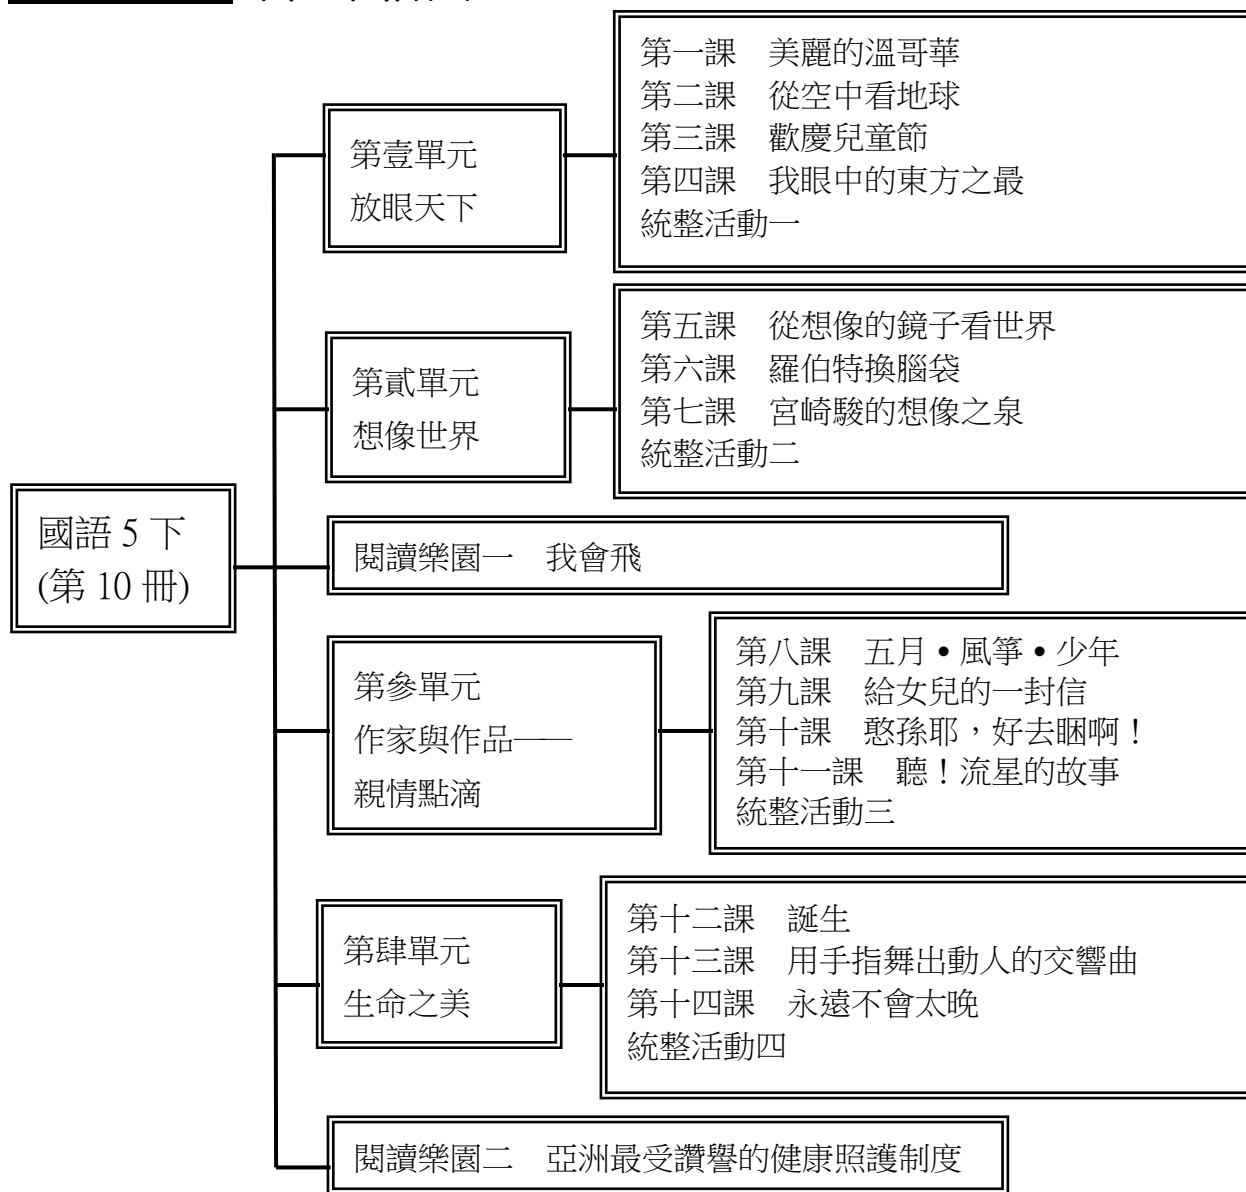 國語 5 下
(第 10 冊)
第壹單元
放眼天下
第一課　美麗的溫哥華
第二課　從空中看地球
第三課　歡慶兒童節
第四課　我眼中的東方之最
統整活動一
第貳單元
想像世界
第五課　從想像的鏡子看世界
第六課　羅伯特換腦袋
第七課　宮崎駿的想像之泉
統整活動二
閱讀樂園一　我會飛
第參單元
作家與作品——
親情點滴
第八課　五月•風箏•少年
第九課　給女兒的一封信
第十課　憨孫耶，好去睏啊！
第十一課　聽！流星的故事
統整活動三
第肆單元
生命之美
第十二課　誕生
第十三課　用手指舞出動人的交響曲
第十四課　永遠不會太晚
統整活動四
閱讀樂園二　亞洲最受讚譽的健康照護制度